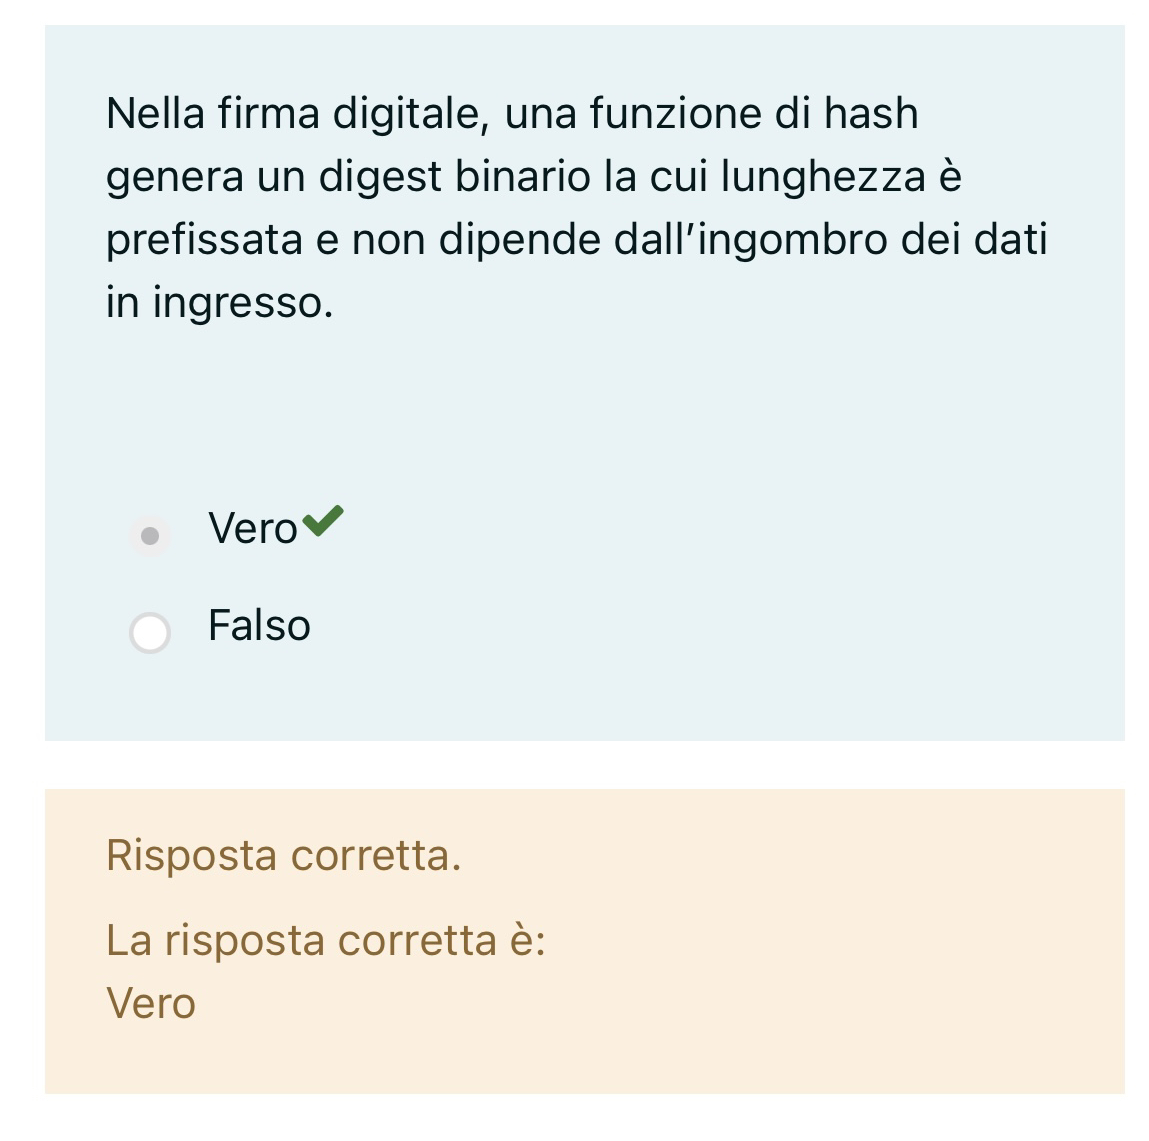 Nella firma digitale, una funzione di hash
genera un digest binario la cui lunghezza è
prefissata e non dipende dall’ingombro dei dati
in ingresso.
Vero
Falso
Risposta corretta.
La risposta corretta è:
Vero